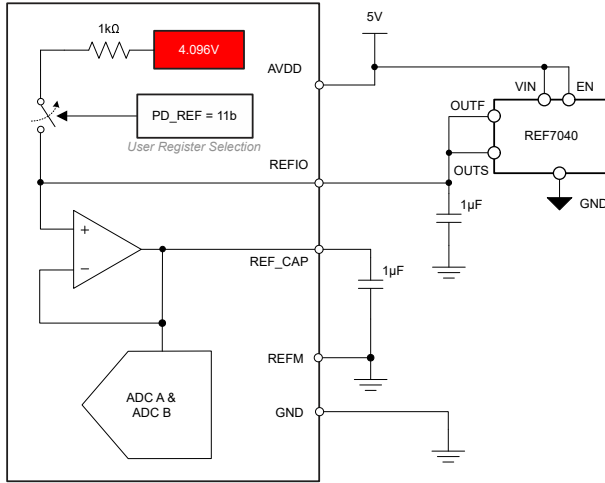 1kΩ
4.096V
5V
AVDD
VIN
EN
OUTF
REF7040
PD_REF = 11b
User Register Selection
REFIO
OUTS
GND
1µF
+
−
REF_CAP
1µF
REFM
ADC A &
ADC B
GND